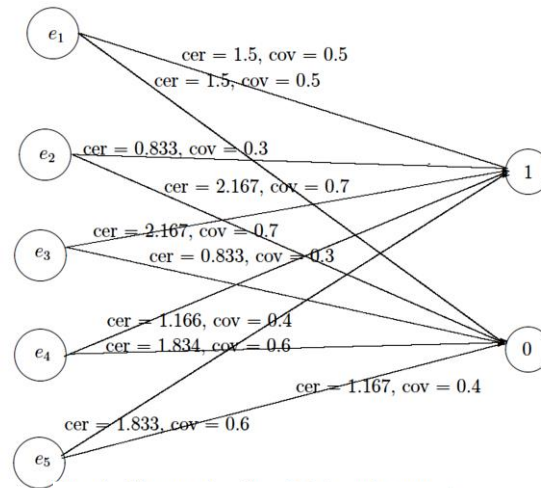 e1
cer = 1.5, cov = 0.5
cer = 1.5, cov = 0.5
e2
cer = 0.833, cov = 0.3
1
cer = 2.167, cov = 0.7
cer = 2.167, cov = 0.7
e3
cer = 0.833, cov = 0.3
cer = 1.166, cov = 0.4
e4
cer = 1.834, cov = 0.6
0
cer = 1.167, cov = 0.4
cer = 1.833, cov = 0.6
e5